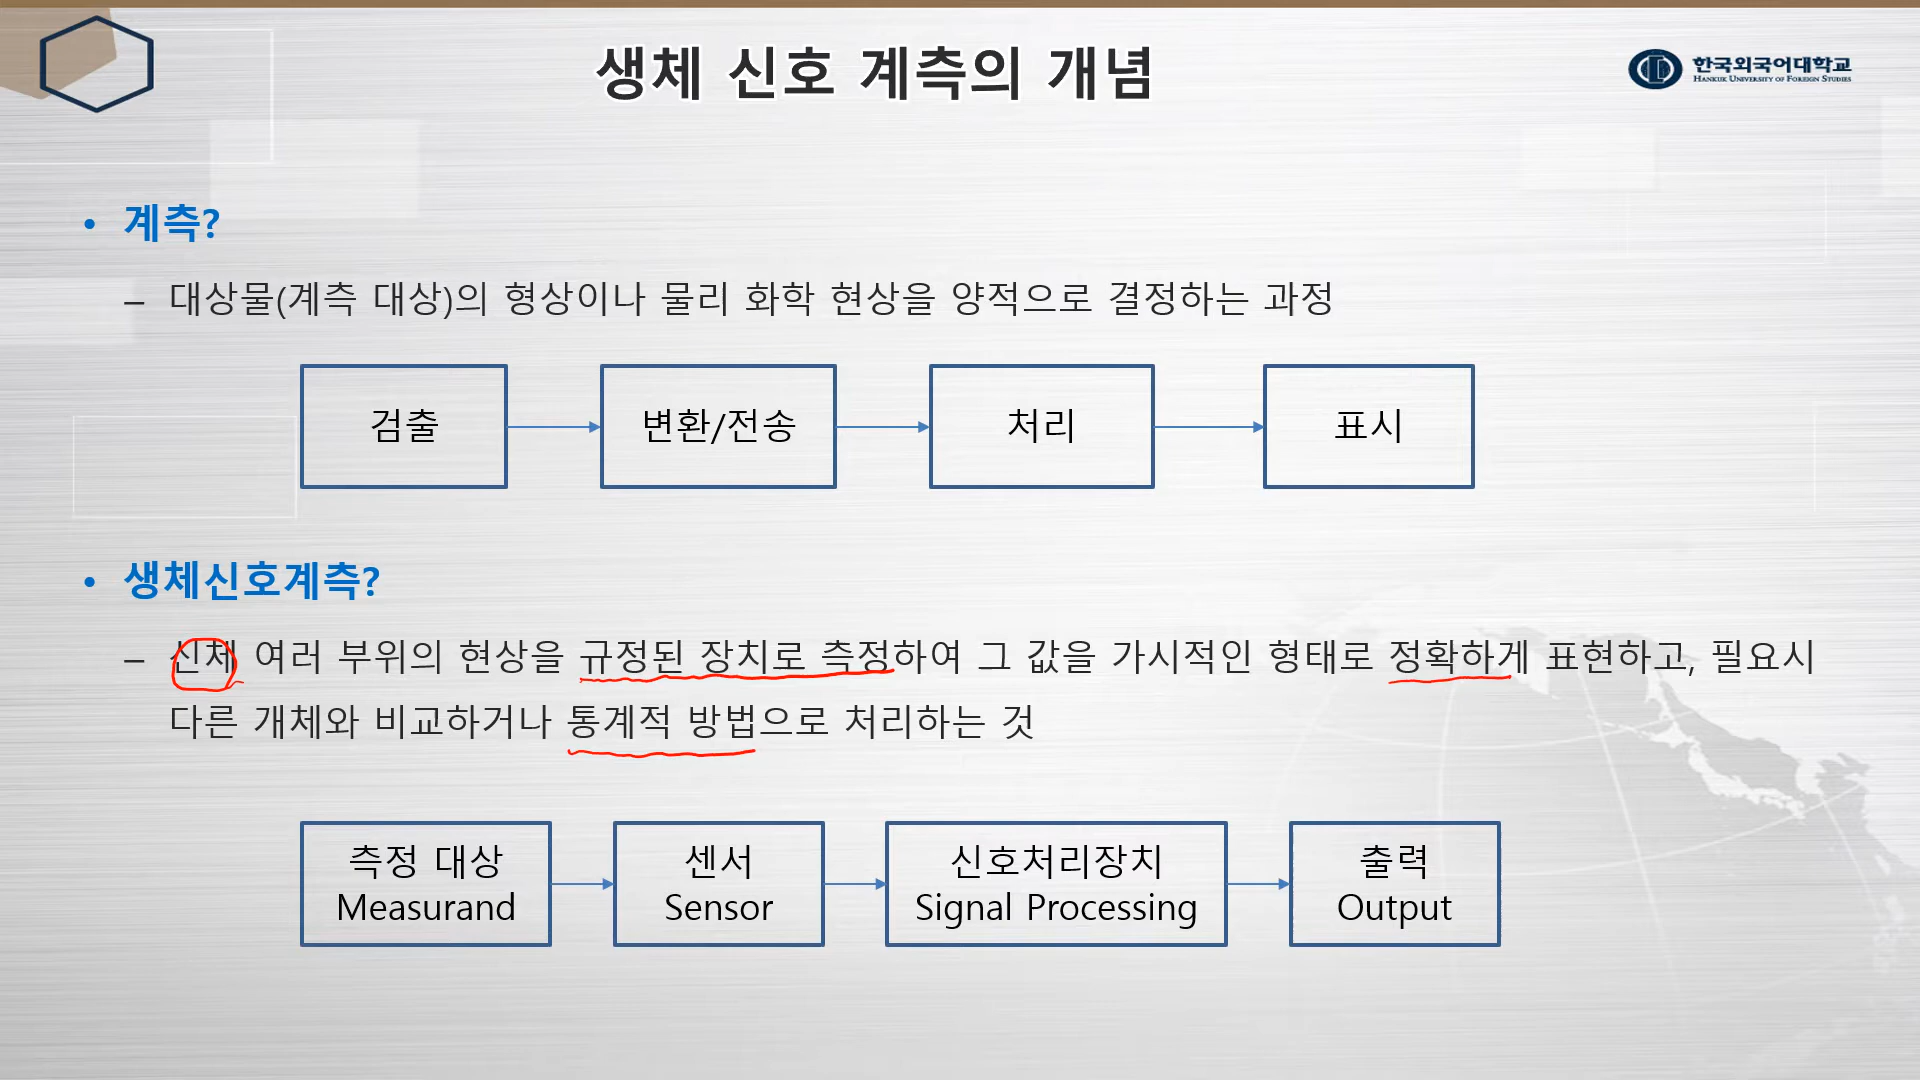 생체 신호 계측의 개념
한국외국어대학교
HANKUK UNIVERSITY OF FOREIGN STUDIES
• 계측?
– 대상물(계측 대상)의 형상이나 물리 화학 현상을 양적으로 결정하는 과정
검출
변환/전송
처리
표시
• 생체신호계측?
– 신체 여러 부위의 현상을 규정된 장치로 측정하여 그 값을 가시적인 형태로 정확하게 표현하고, 필요시
다른 개체와 비교하거나 통계적 방법으로 처리하는 것
측정 대상
Measurand
센서
Sensor
신호처리장치
Signal Processing
출력
Output